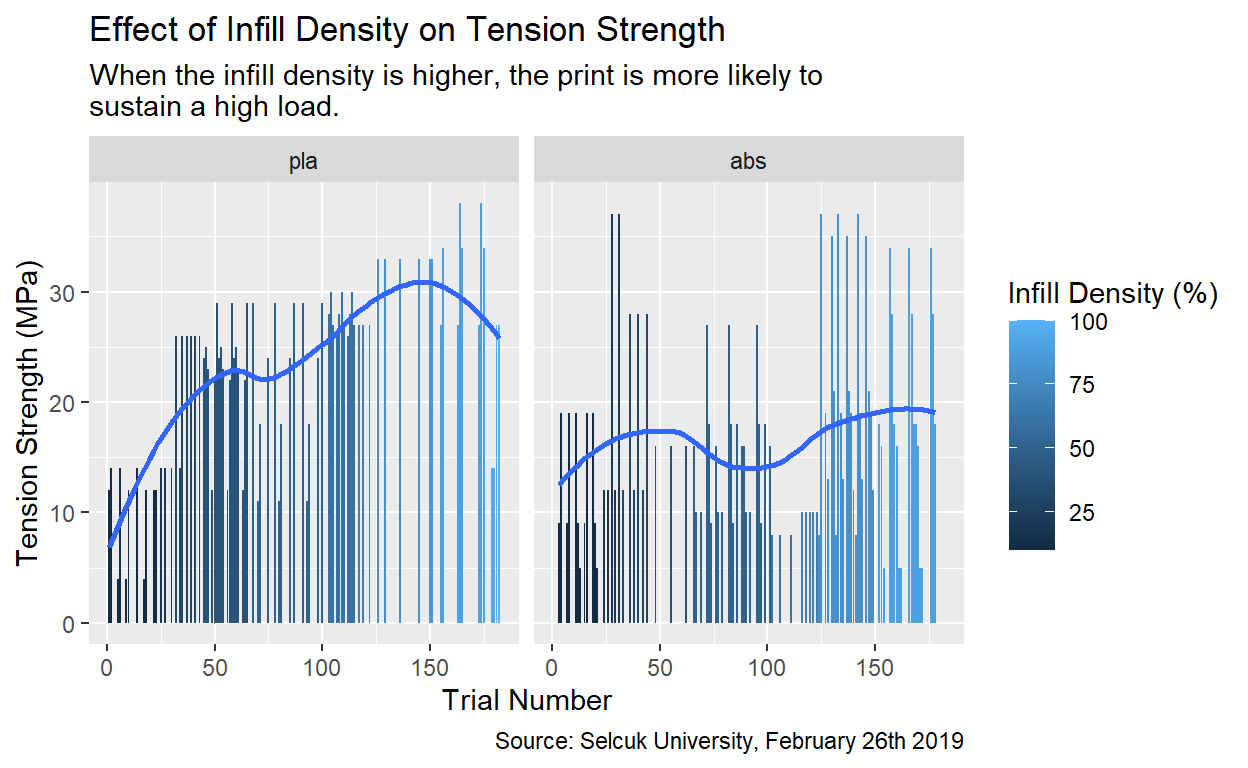 Effect of Infill Density on Tension Strength
When the infill density is higher, the print is more likely to
sustain a high load.
pla
abs
Tension Strength (MPa)
30
20
10
0
0 50 100 150
0 50 100 150
Trial Number
Infill Density (%)
100
75
50
25
Source: Selcuk University, February 26th 2019